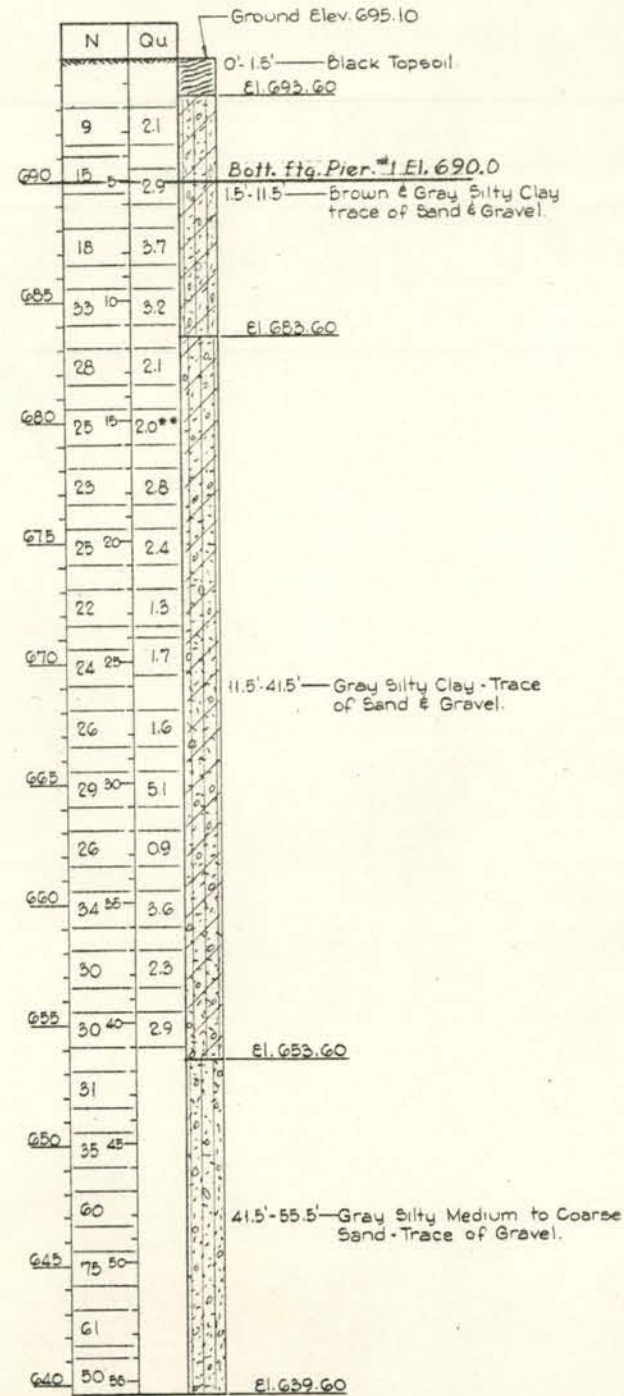 Ground Elev. 695.10
N Qu
0'-1.5' Black Topsoil.
El. 693.60
9 2.1
Bott. ftg. Pier. #1 El. 690.0
690 15 5 2.9
1.5'-11.5' Brown & Gray Silty Clay
trace of Sand & Gravel.
18 3.7
685
33 10 3.2
El. 683.60
28 2.1
680 25 15 2.0**
23 2.8
675 25 20 2.4
22 1.3
670 24 25 1.7
11.5'-41.5' Gray Silty Clay - Trace
of Sand & Gravel.
26 1.6
665 29 30 5.1
26 0.9
660 34 35 3.6
30 2.3
655 30 40 2.9
El. 653.60
31
650 35 45
60
41.5'-55.5' Gray Silty Medium to Coarse
Sand - Trace of Gravel.
645 75 50
61
640 50 55
El. 639.60